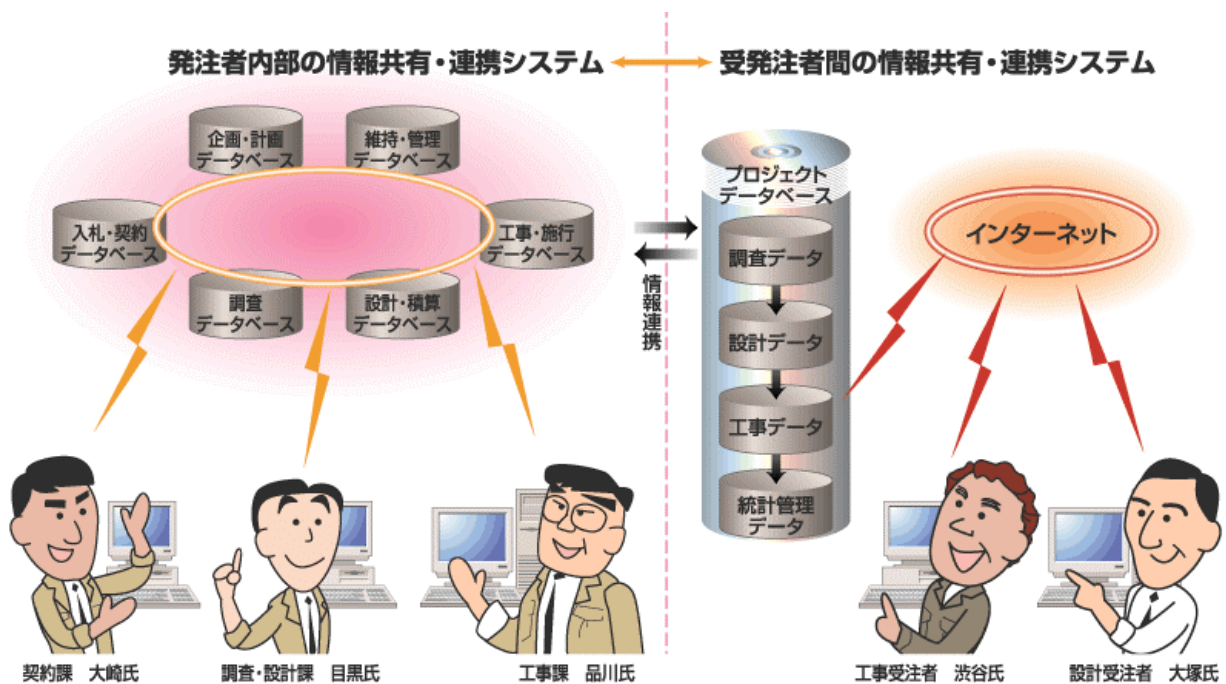 発注者内部の情報共有・連携システム
受発注者間の情報共有・連携システム
企画・計画
データベース
維持・管理
データベース
入札・契約
データベース
工事・施行
データベース
調査
データベース
設計・積算
データベース
情報連携
プロジェクト
データベース
調査データ
設計データ
工事データ
統計管理
データ
インターネット
契約課 大崎氏
調査・設計課 目黒氏
工事課 品川氏
工事受注者 渋谷氏
設計受注者 大塚氏